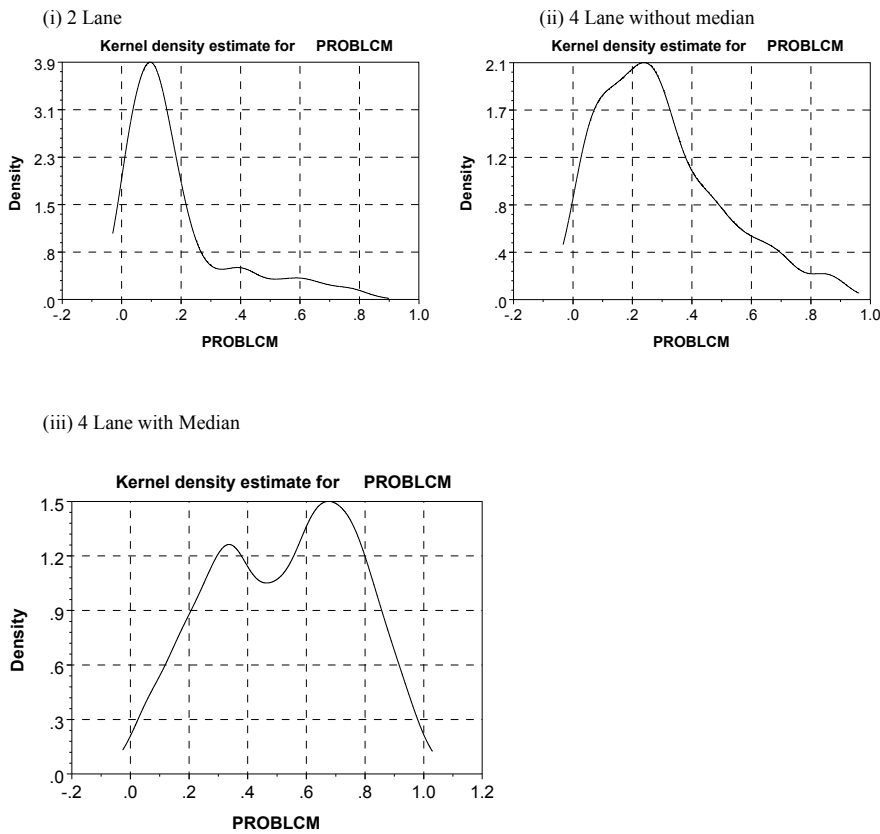 (i) 2 Lane
Kernel density estimate for PROBLCM
3.9
3.1
2.3
1.5
.8
.0
Density
-.2 .0 .2 .4 .6 .8 1.0
PROBLCM
(ii) 4 Lane without median
Kernel density estimate for PROBLCM
2.1
1.7
1.2
.8
.4
.0
Density
-.2 .0 .2 .4 .6 .8 1.0
PROBLCM
(iii) 4 Lane with Median
Kernel density estimate for PROBLCM
1.5
1.2
.9
.6
.3
.0
Density
-.2 .0 .2 .4 .6 .8 1.0 1.2
PROBLCM